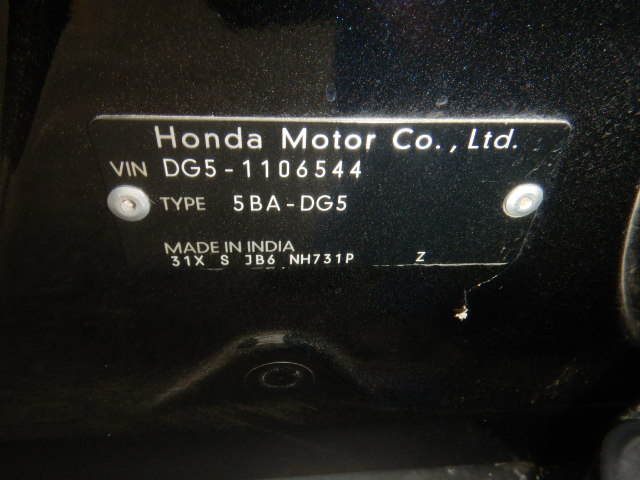 Honda Motor Co., Ltd.
VIN DG5-1106544
TYPE 5BA-DG5
MADE IN INDIA
31X S JB6 NH731P Z